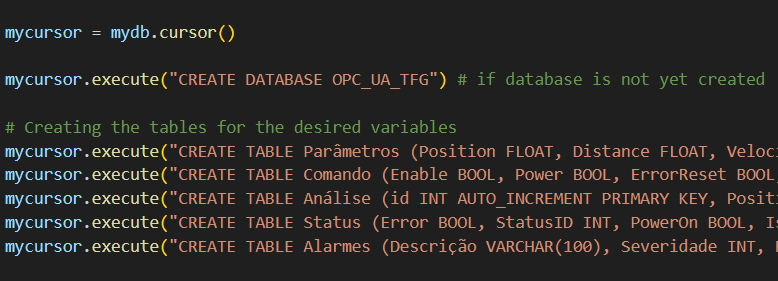 mycursor = mydb.cursor()
mycursor.execute("CREATE DATABASE OPC_UA_TFG") # if database is not yet created
# Creating the tables for the desired variables
mycursor.execute("CREATE TABLE Parâmetros (Position FLOAT, Distance FLOAT, Veloci
mycursor.execute("CREATE TABLE Comando (Enable BOOL, Power BOOL, ErrorReset BOOL,
mycursor.execute("CREATE TABLE Análise (id INT AUTO_INCREMENT PRIMARY KEY, Positi
mycursor.execute("CREATE TABLE Status (Error BOOL, StatusID INT, PowerOn BOOL, Is
mycursor.execute("CREATE TABLE Alarmes (Descrição VARCHAR(100), Severidade INT,